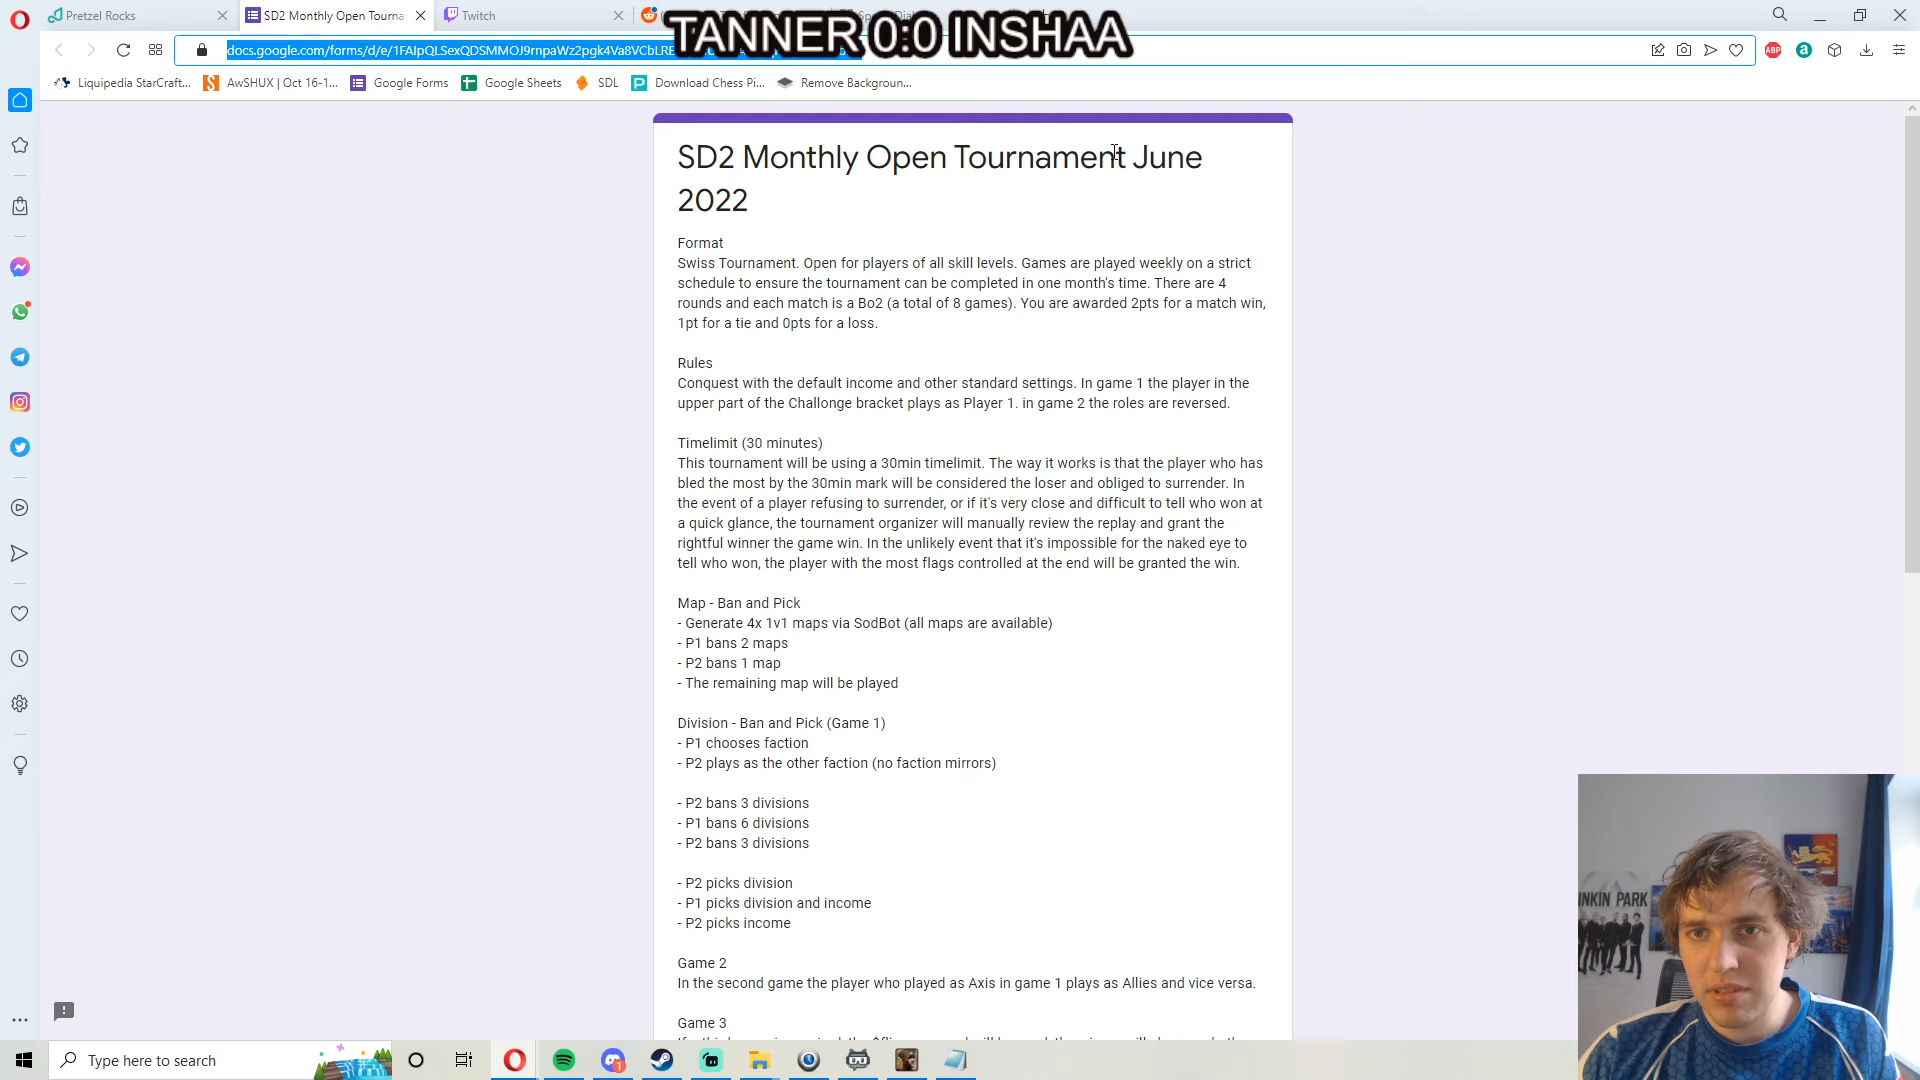 Pretzel Rocks
SD2 Monthly Open Tourna
Twitch
TANNER 0:0 INSHAA
docs.google.com/forms/d/e/1FAIpQLSexQDSMMOJ9rnpaWz2pgk4Va8VCbLRE
ABP
a
Liquipedia StarCraft...
AwSHUX | Oct 16-1...
Google Forms
Google Sheets
SDL
Download Chess Pi...
Remove Backgroun...
SD2 Monthly Open Tournament June
2022
Format
Swiss Tournament. Open for players of all skill levels. Games are played weekly on a strict
schedule to ensure the tournament can be completed in one month's time. There are 4
rounds and each match is a Bo2 (a total of 8 games). You are awarded 2pts for a match win,
1pt for a tie and 0pts for a loss.
Rules
Conquest with the default income and other standard settings. In game 1 the player in the
upper part of the Challonge bracket plays as Player 1. in game 2 the roles are reversed.
Timelimit (30 minutes)
This tournament will be using a 30min timelimit. The way it works is that the player who has
bled the most by the 30min mark will be considered the loser and obliged to surrender. In
the event of a player refusing to surrender, or if it's very close and difficult to tell who won at
a quick glance, the tournament organizer will manually review the replay and grant the
rightful winner the game win. In the unlikely event that it's impossible for the naked eye to
tell who won, the player with the most flags controlled at the end will be granted the win.
Map - Ban and Pick
- Generate 4x 1v1 maps via SodBot (all maps are available)
- P1 bans 2 maps
- P2 bans 1 map
- The remaining map will be played
Division - Ban and Pick (Game 1)
- P1 chooses faction
- P2 plays as the other faction (no faction mirrors)
- P2 bans 3 divisions
- P1 bans 6 divisions
- P2 bans 3 divisions
- P2 picks division
- P1 picks division and income
- P2 picks income
Game 2
In the second game the player who played as Axis in game 1 plays as Allies and vice versa.
Game 3
INKIN PARK
Type here to search
1